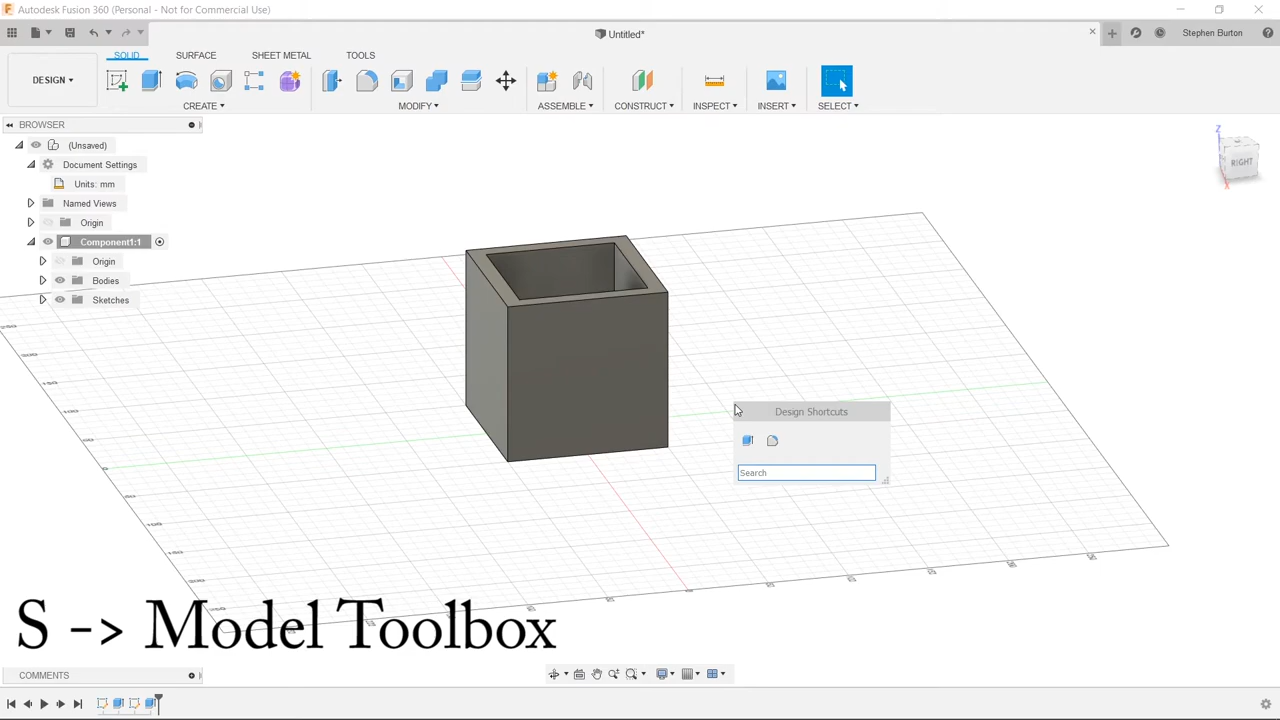 Autodesk Fusion 360 (Personal - Not for Commercial Use)
Untitled*
Stephen Burton
DESIGN
SOLID
SURFACE
SHEET METAL
TOOLS
CREATE
MODIFY
ASSEMBLE
CONSTRUCT
INSPECT
INSERT
SELECT
BROWSER
(Unsaved)
Document Settings
Units: mm
Named Views
Origin
Component1:1
Origin
Bodies
Sketches
Z
RIGHT
X
Design Shortcuts
Search
S -> Model Toolbox
COMMENTS